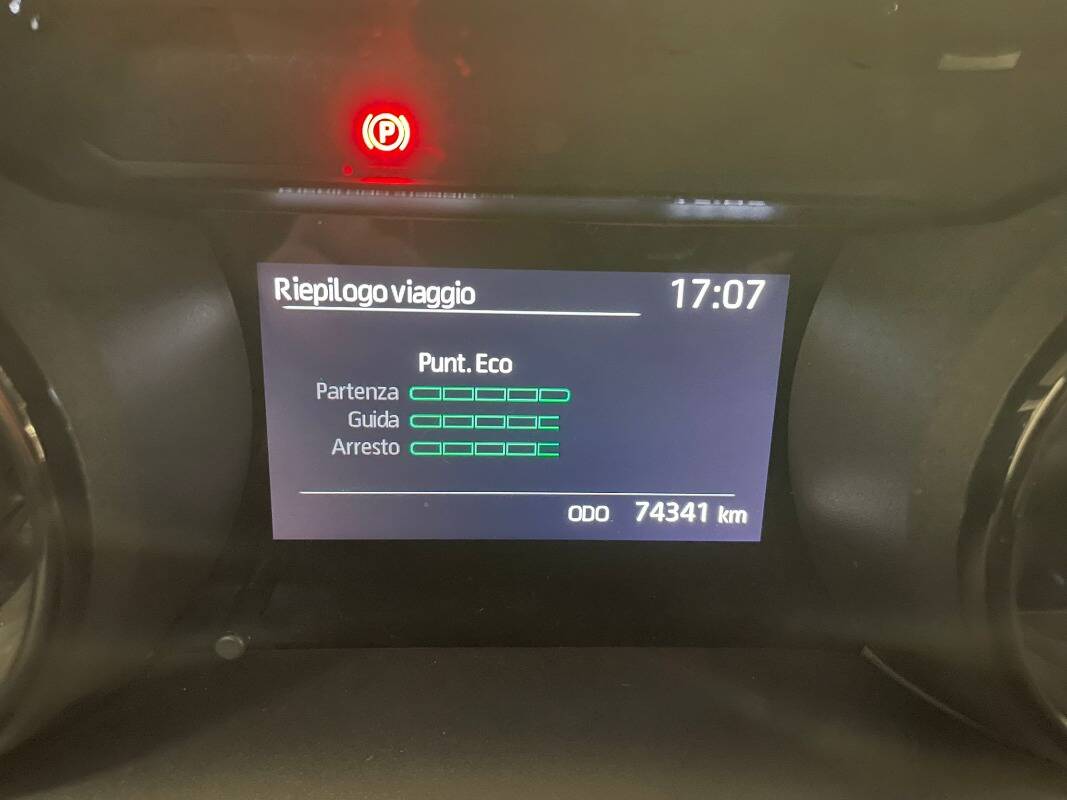 P
Riepilogo viaggio 17:07
Punt. Eco
Partenza
Guida
Arresto
ODO 74341 km